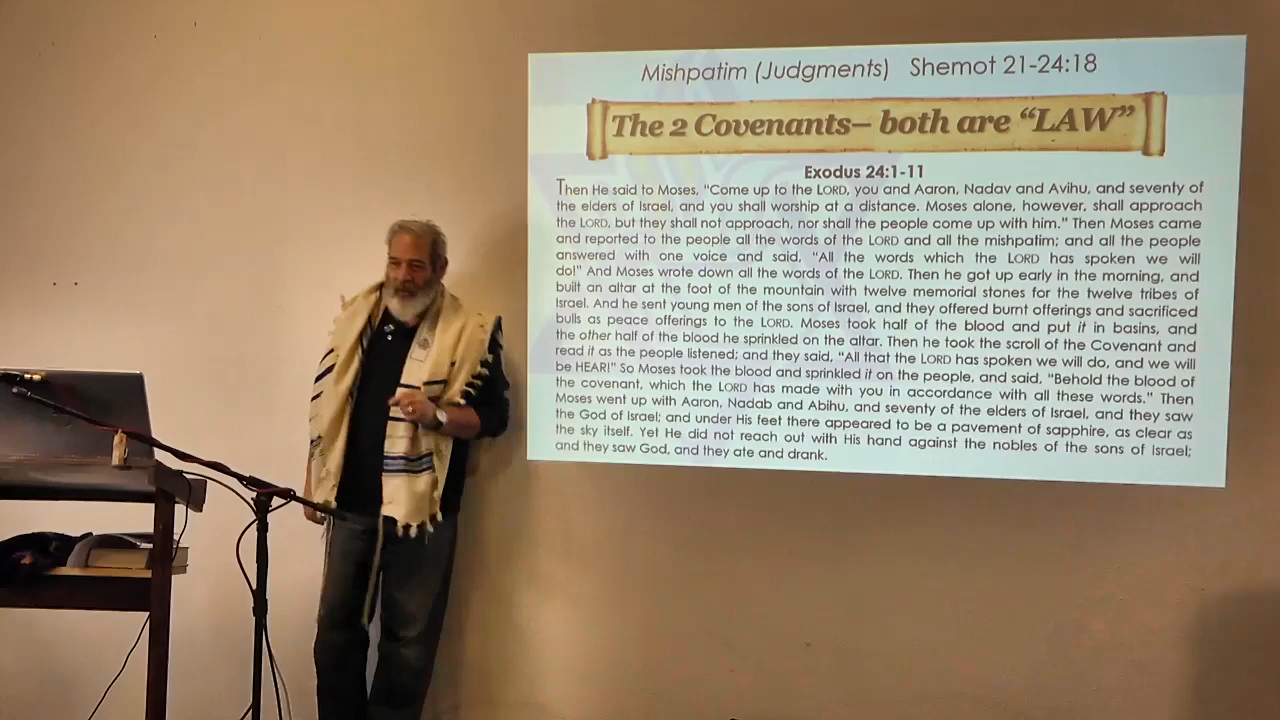 Mishpatim (Judgments) Shemot 21-24:18
The 2 Covenants– both are “LAW”
Exodus 24:1-11
Then He said to Moses, “Come up to the LORD, you and Aaron, Nadav and Avihu, and seventy of
the elders of Israel, and you shall worship at a distance. Moses alone, however, shall approach
the LORD, but they shall not approach, nor shall the people come up with him.” Then Moses came
and reported to the people all the words of the LORD and all the mishpatim; and all the people
answered with one voice and said, “All the words which the LORD has spoken we will
do!” And Moses wrote down all the words of the LORD. Then he got up early in the morning, and
built an altar at the foot of the mountain with twelve memorial stones for the twelve tribes of
Israel. And he sent young men of the sons of Israel, and they offered burnt offerings and sacrificed
bulls as peace offerings to the LORD. Moses took half of the blood and put it in basins, and
the other half of the blood he sprinkled on the altar. Then he took the scroll of the Covenant and
read it as the people listened; and they said, “All that the LORD has spoken we will do, and we will
be HEAR!” So Moses took the blood and sprinkled it on the people, and said, “Behold the blood of
the covenant, which the LORD has made with you in accordance with all these words.” Then
Moses went up with Aaron, Nadab and Abihu, and seventy of the elders of Israel, and they saw
the God of Israel; and under His feet there appeared to be a pavement of sapphire, as clear as
the sky itself. Yet He did not reach out with His hand against the nobles of the sons of Israel;
and they saw God, and they ate and drank.